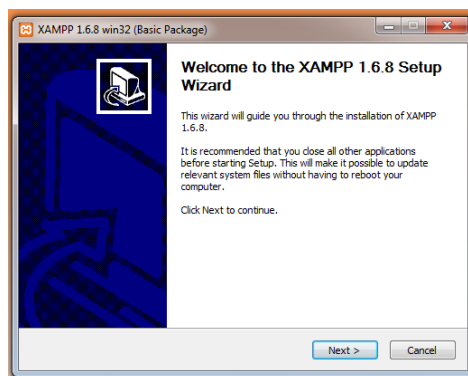 XAMPP 1.6.8 win32 (Basic Package)
Welcome to the XAMPP 1.6.8 Setup
Wizard
This wizard will guide you through the installation of XAMPP
1.6.8.
It is recommended that you close all other applications
before starting Setup. This will make it possible to update
relevant system files without having to reboot your
computer.
Click Next to continue.
Next >
Cancel